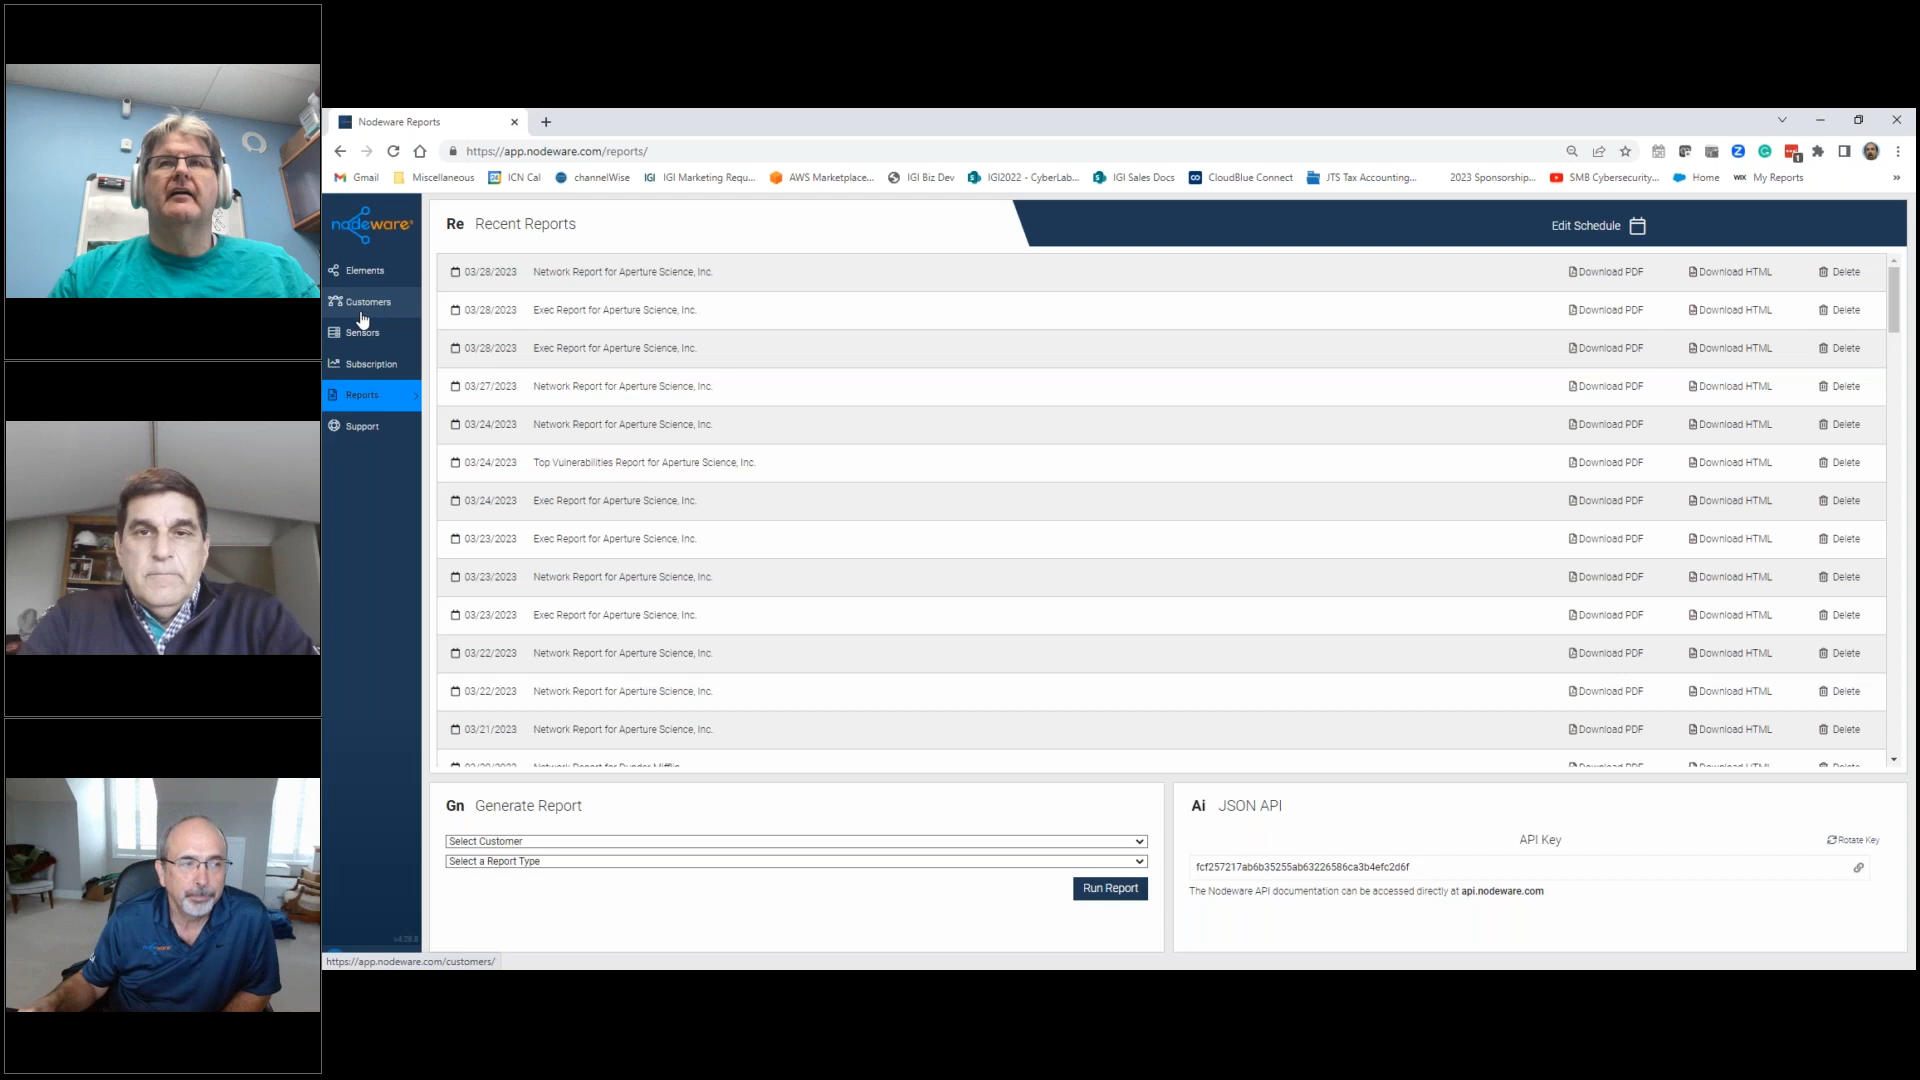 Nodeware Reports
https://app.nodeware.com/reports/
Gmail Miscellaneous ICN Cal channelWise IGI IGI Marketing Requ... AWS Marketplace... IGI Biz Dev IGI2022 - CyberLab... IGI Sales Docs CloudBlue Connect JTS Tax Accounting... 2023 Sponsorship... SMB Cybersecurity... Home WIX My Reports »
nodeware
Elements
Customers
Sensors
Subscription
Reports
Support
Re Recent Reports
Edit Schedule
03/28/2023 Network Report for Aperture Science, Inc. Download PDF Download HTML Delete
03/28/2023 Exec Report for Aperture Science, Inc. Download PDF Download HTML Delete
03/28/2023 Exec Report for Aperture Science, Inc. Download PDF Download HTML Delete
03/27/2023 Network Report for Aperture Science, Inc. Download PDF Download HTML Delete
03/24/2023 Network Report for Aperture Science, Inc. Download PDF Download HTML Delete
03/24/2023 Top Vulnerabilities Report for Aperture Science, Inc. Download PDF Download HTML Delete
03/24/2023 Exec Report for Aperture Science, Inc. Download PDF Download HTML Delete
03/23/2023 Exec Report for Aperture Science, Inc. Download PDF Download HTML Delete
03/23/2023 Network Report for Aperture Science, Inc. Download PDF Download HTML Delete
03/23/2023 Exec Report for Aperture Science, Inc. Download PDF Download HTML Delete
03/22/2023 Network Report for Aperture Science, Inc. Download PDF Download HTML Delete
03/22/2023 Network Report for Aperture Science, Inc. Download PDF Download HTML Delete
03/21/2023 Network Report for Aperture Science, Inc. Download PDF Download HTML Delete
Network Report for Dunder Mifflin Download PDF Download HTML Delete
Gn Generate Report
Select Customer
Select a Report Type
Run Report
Ai JSON API
API Key
Rotate Key
fcf257217ab6b35255ab63226586ca3b4efc2d6f
The Nodeware API documentation can be accessed directly at api.nodeware.com
https://app.nodeware.com/customers/
nodeware